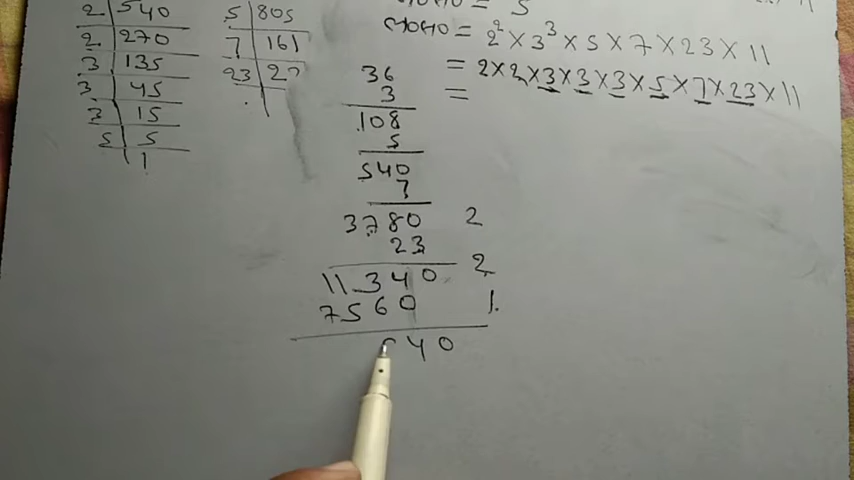 2 | 540
2 | 270
3 | 135
3 | 45
3 | 15
5 | 5
1
5 | 805
7 | 161
23 | 23
1
= 5
= 2² × 3³ × 5 × 7 × 23 × 11
= 2 × 2 × 3 × 3 × 3 × 5 × 7 × 23 × 11
=
36
3
108
5
540
7
3780 2
23
2
11340
7560 1.
40